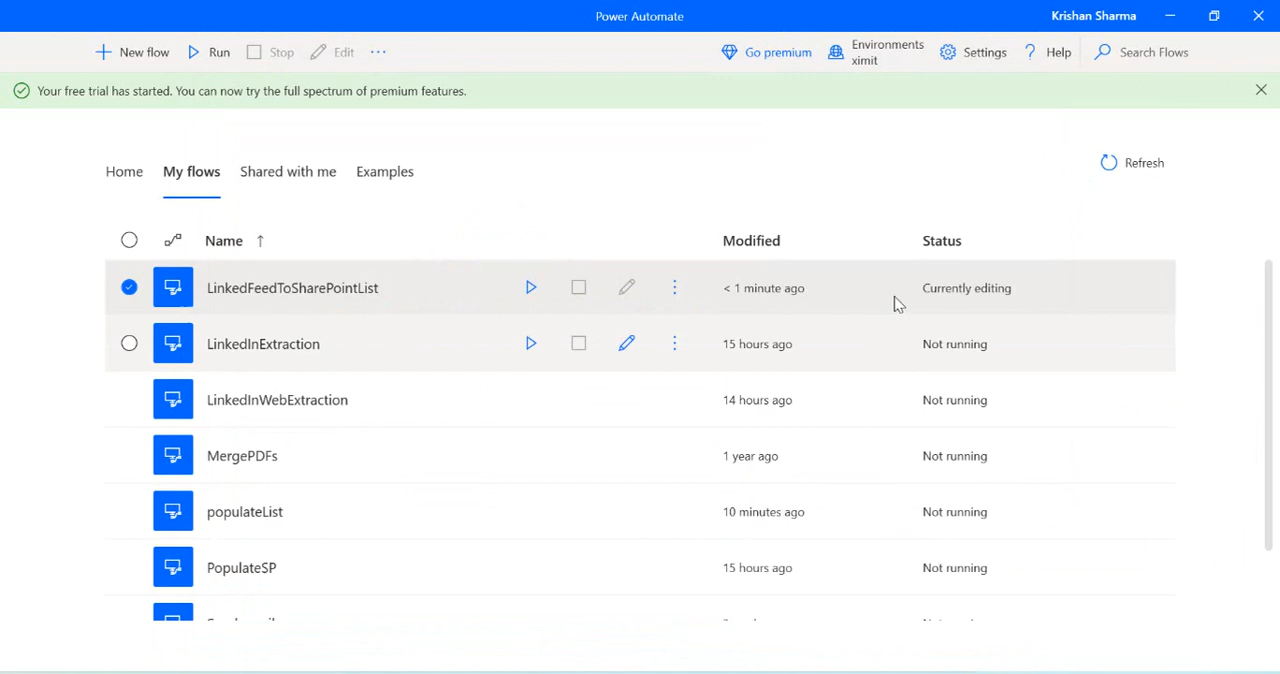 Power Automate
Krishan Sharma
New flow Run Stop Edit ... Go premium Environments Settings Help Search Flows
ximit
Your free trial has started. You can now try the full spectrum of premium features.
Home My flows Shared with me Examples Refresh
Name Modified Status
LinkedFeedToSharePointList < 1 minute ago Currently editing
LinkedInExtraction 15 hours ago Not running
LinkedInWebExtraction 14 hours ago Not running
MergePDFs 1 year ago Not running
populateList 10 minutes ago Not running
PopulateSP 15 hours ago Not running